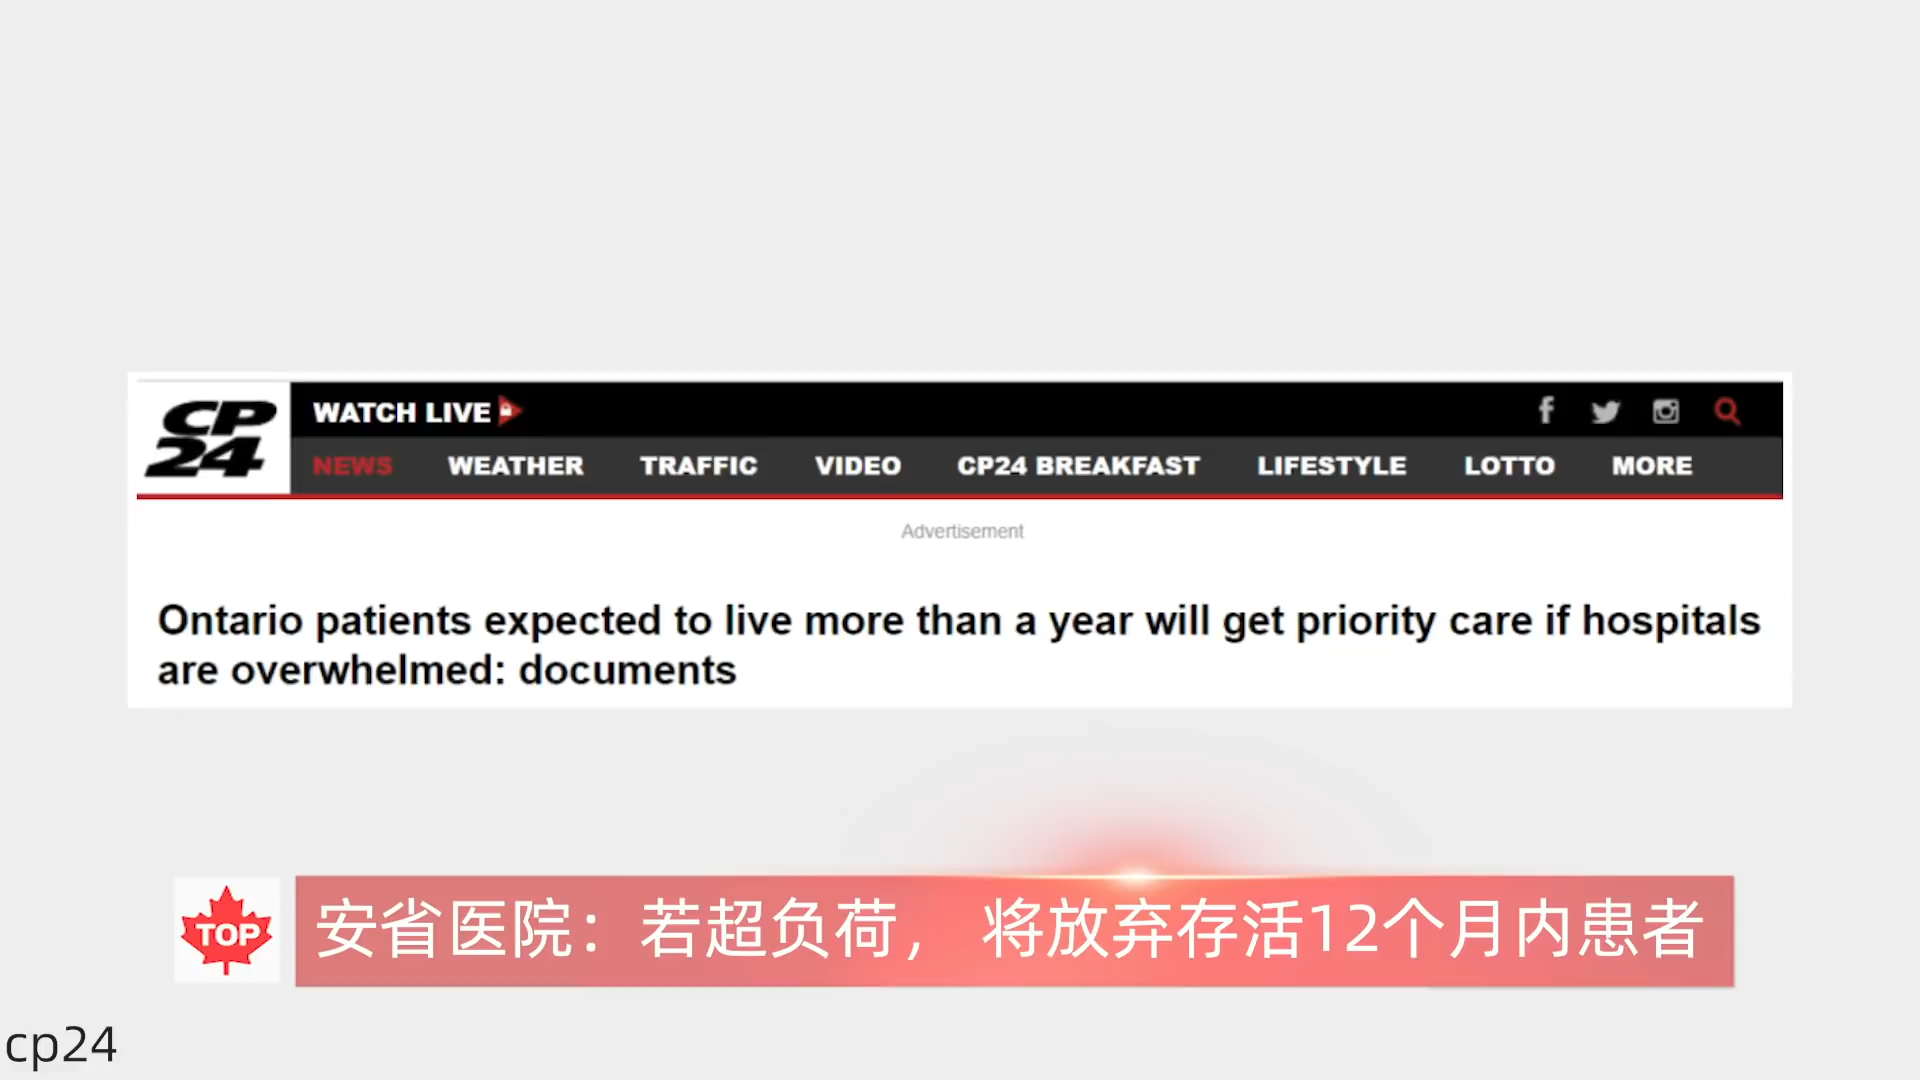 CP
24
WATCH LIVE
NEWS WEATHER TRAFFIC VIDEO CP24 BREAKFAST LIFESTYLE LOTTO MORE
Advertisement
Ontario patients expected to live more than a year will get priority care if hospitals
are overwhelmed: documents
TOP
安省医院：若超负荷， 将放弃存活12个月内患者
cp24